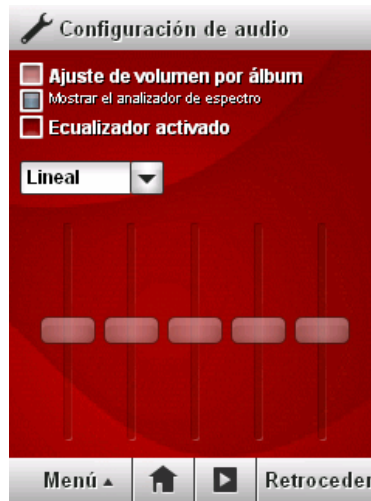 Configuración de audio
Ajuste de volumen por álbum
Mostrar el analizador de espectro
Ecualizador activado
Lineal
Menú Retroceder